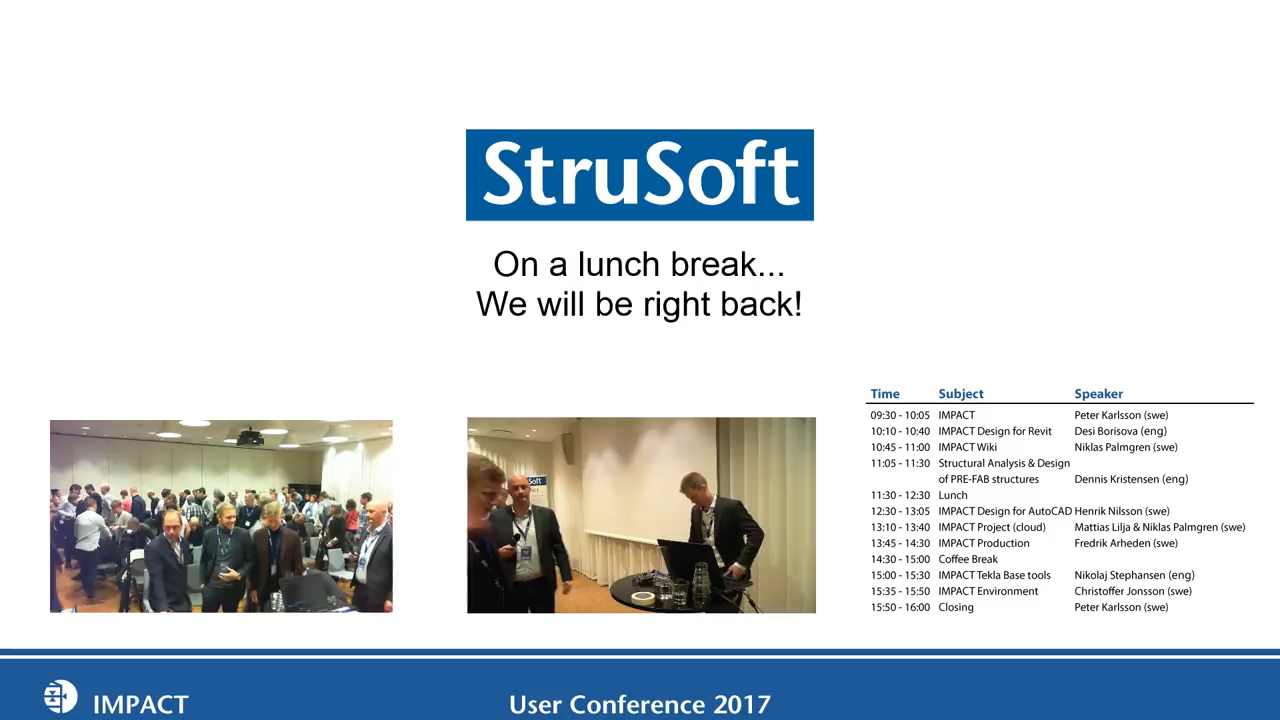 StruSoft
On a lunch break...
We will be right back!
Time Subject Speaker
09:30 - 10:05 IMPACT Peter Karlsson (swe)
10:10 - 10:40 IMPACT Design for Revit Desi Borisova (eng)
10:45 - 11:00 IMPACT Wiki Niklas Palmgren (swe)
11:05 - 11:30 Structural Analysis & Design
of PRE-FAB structures Dennis Kristensen (eng)
11:30 - 12:30 Lunch
12:30 - 13:05 IMPACT Design for AutoCAD Henrik Nilsson (swe)
13:10 - 13:40 IMPACT Project (cloud) Mattias Lilja & Niklas Palmgren (swe)
13:45 - 14:30 IMPACT Production Fredrik Arheden (swe)
14:30 - 15:00 Coffee Break
15:00 - 15:30 IMPACT Tekla Base tools Nikolaj Stephansen (eng)
15:35 - 15:50 IMPACT Environment Christoffer Jonsson (swe)
15:50 - 16:00 Closing Peter Karlsson (swe)
IMPACT
User Conference 2017